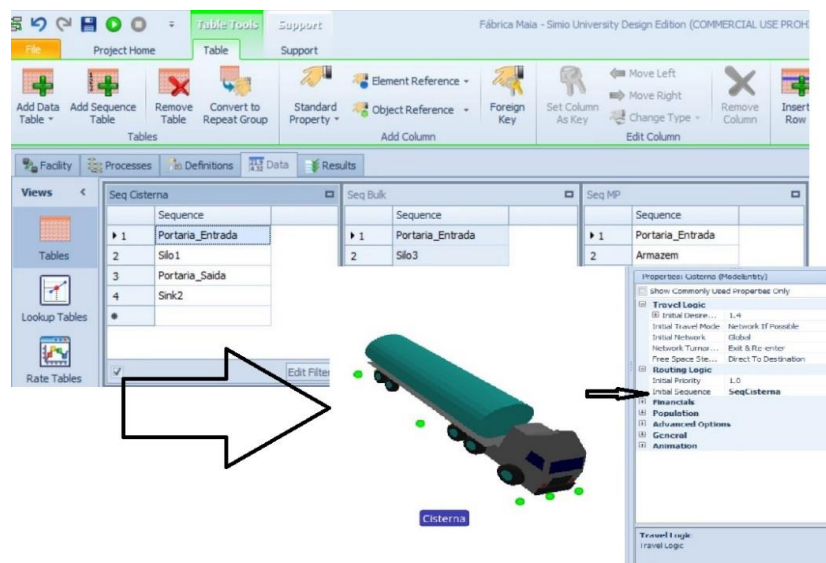 Table Tools Support
Fábrica Maia - Simio University Design Edition (COMMERCIAL USE PROH
File Project Home Table Support
Add Data Table
Add Sequence Table
Remove Table
Convert to Repeat Group
Tables
Standard Property
Element Reference
Object Reference
Foreign Key
Add Column
Set Column As Key
Move Left
Move Right
Change Type
Remove Column
Edit Column
Insert Row
Facility Processes Definitions Data Results
Views
Tables
Lookup Tables
Rate Tables
Seq Cisterna
Sequence
1 Portaria_Entrada
2 Silo1
3 Portaria_Saida
4 Sink2
Edit Filter
Seq Bulk
Sequence
1 Portaria_Entrada
2 Silo3
Seq MP
Sequence
1 Portaria_Entrada
2 Armazem
Properties: Cisterna (ModelEntity)
Show Commonly Used Properties Only
Travel Logic
Initial Desire... 1.4
Initial Travel Mode Network If Possible
Initial Network Global
Network Turnar... Exit & Re-enter
Free Space Ste... Direct To Destination
Routing Logic
Initial Priority 1.0
Initial Sequence SeqCisterna
Financials
Population
Advanced Options
General
Animation
Travel Logic
Travel Logic
Cisterna